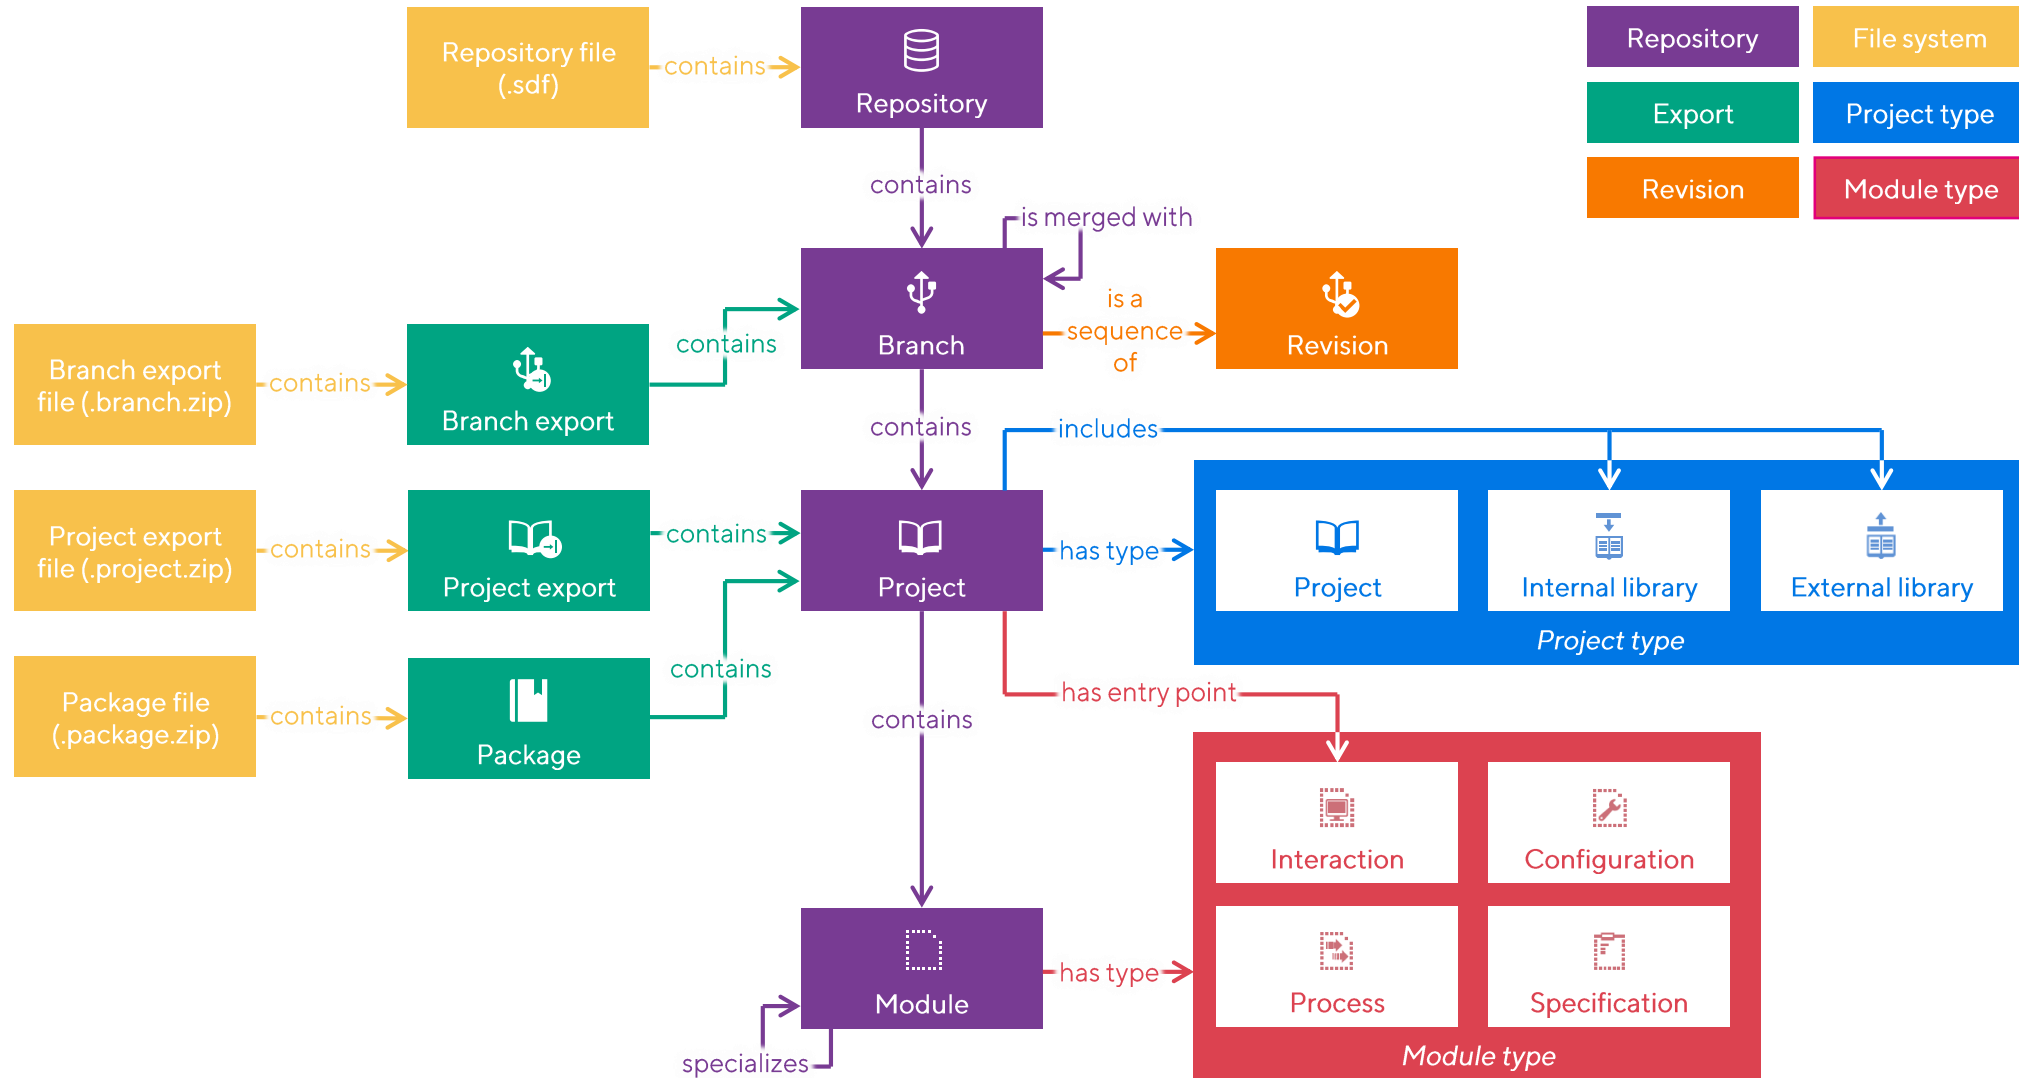 Repository file
(.sdf)
contains
Repository
Repository
File system
Export
Project type
Revision
Module type
contains
is merged with
Branch export
file (.branch.zip)
contains
Branch export
contains
Branch
is a
sequence
of
Revision
contains
includes
Project export
file (.project.zip)
contains
Project export
contains
Project
has type
Project
Internal library
External library
Project type
Package file
(.package.zip)
contains
Package
contains
has entry point
contains
Interaction
Configuration
Process
Specification
Module type
Module
has type
specializes